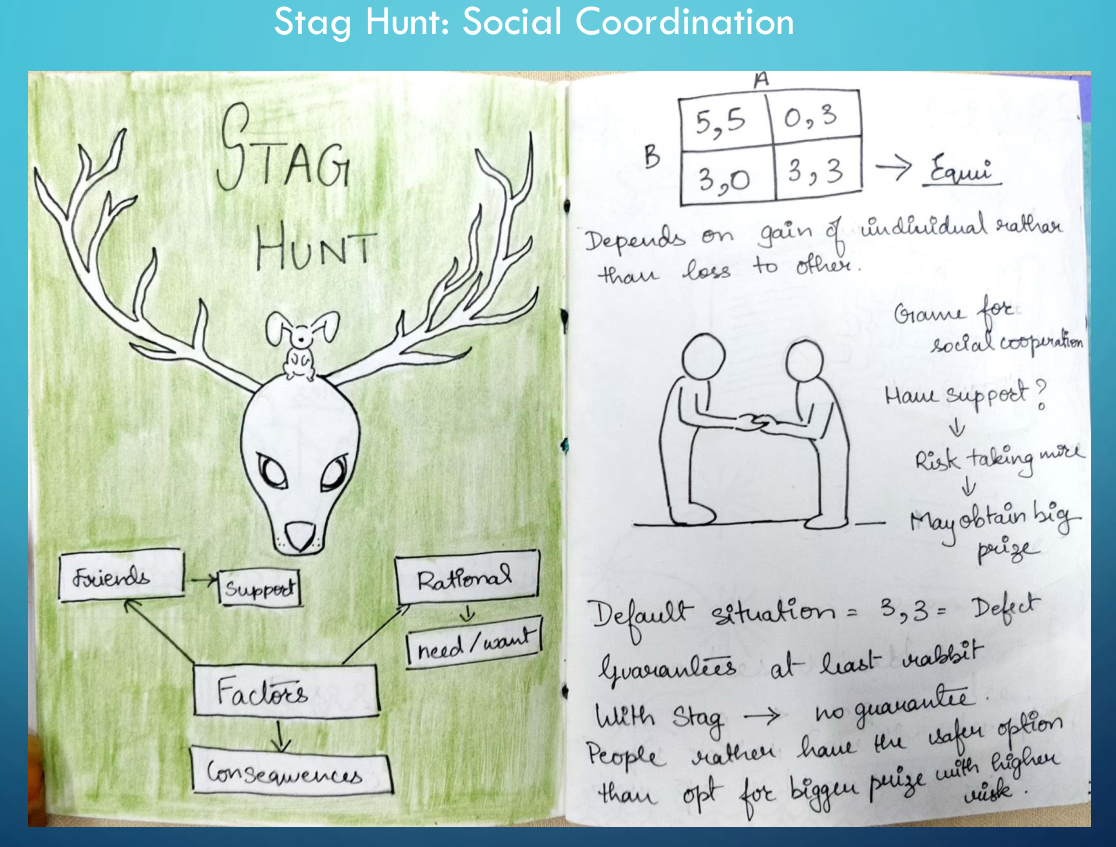 Stag Hunt: Social Coordination
STAG
HUNT
Friends
Support
Rational
need/want
Factors
Consequences
A
B
5,5 0,3
3,0 3,3
→ Equi
Depends on gain of individual rather
than loss to other.
Game for
social cooperation
Have support?
↓
Risk taking more
↓
May obtain big
prize
Default situation = 3,3 = Defect
Guarantees at least rabbit
With Stag → no guarantee.
People rather have the safer option
than opt for bigger prize with higher
risk.